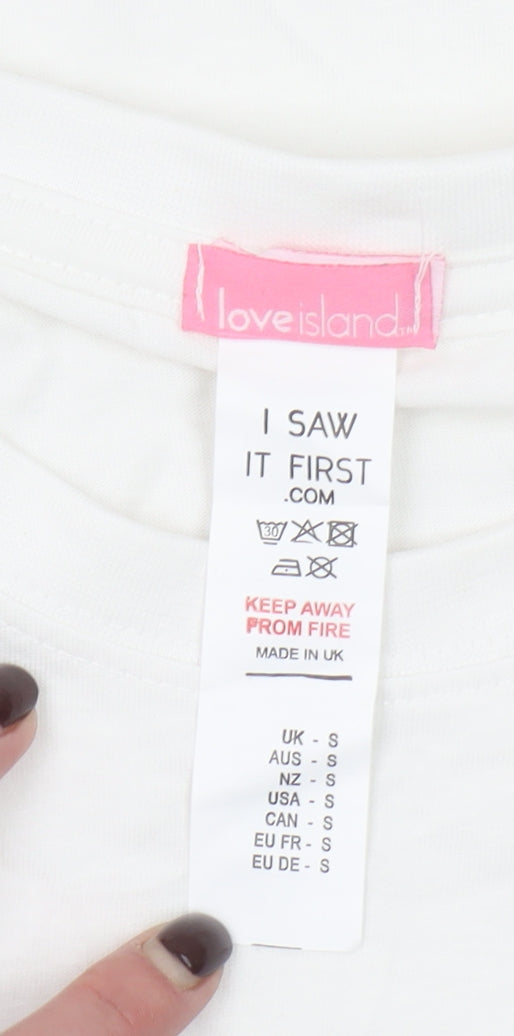 loveisland™
I SAW
IT FIRST
.COM
30
KEEP AWAY
FROM FIRE
MADE IN UK
UK - S
AUS - S
NZ - S
USA - S
CAN - S
EU FR - S
EU DE - S